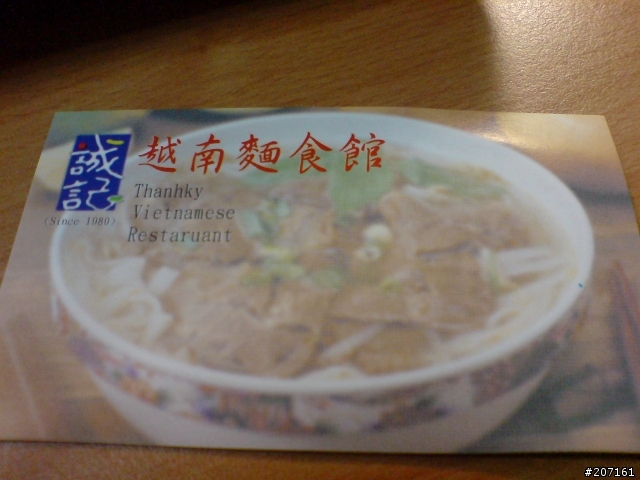 誠記
(Since 1980)
越南麵食館
Thanhky
Vietnamese
Restaruant
#207161